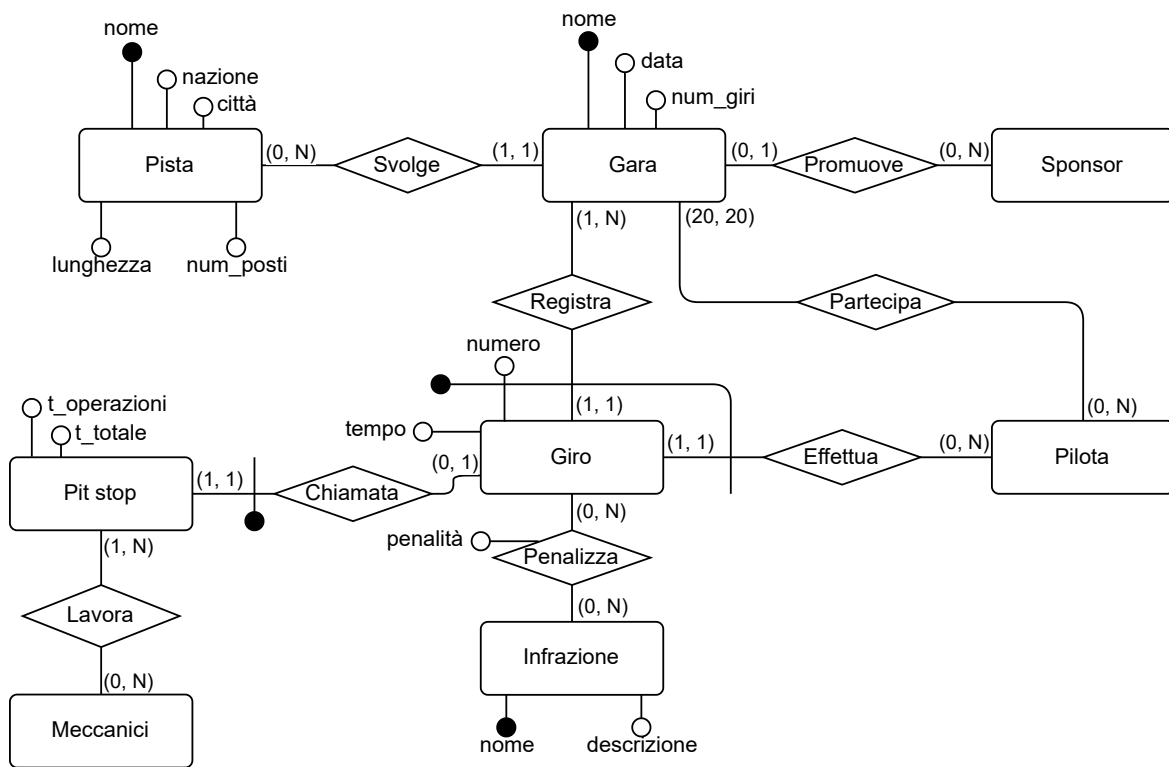 nome
nome
nazione
data
città
num_giri
Pista
(0, N)
Svolge
(1, 1)
Gara
(0, 1)
Promuove
(0, N)
Sponsor
(1, N)
(20, 20)
lunghezza
num_posti
Registra
Partecipa
numero
t_operazioni
t_totale
tempo
(1, 1)
(0, N)
(0, 1)
Giro
(1, 1)
Effettua
(0, N)
Pilota
Pit stop
(1, 1)
Chiamata
(0, N)
penalità
Penalizza
(1, N)
Lavora
(0, N)
Infrazione
(0, N)
Meccanici
nome
descrizione